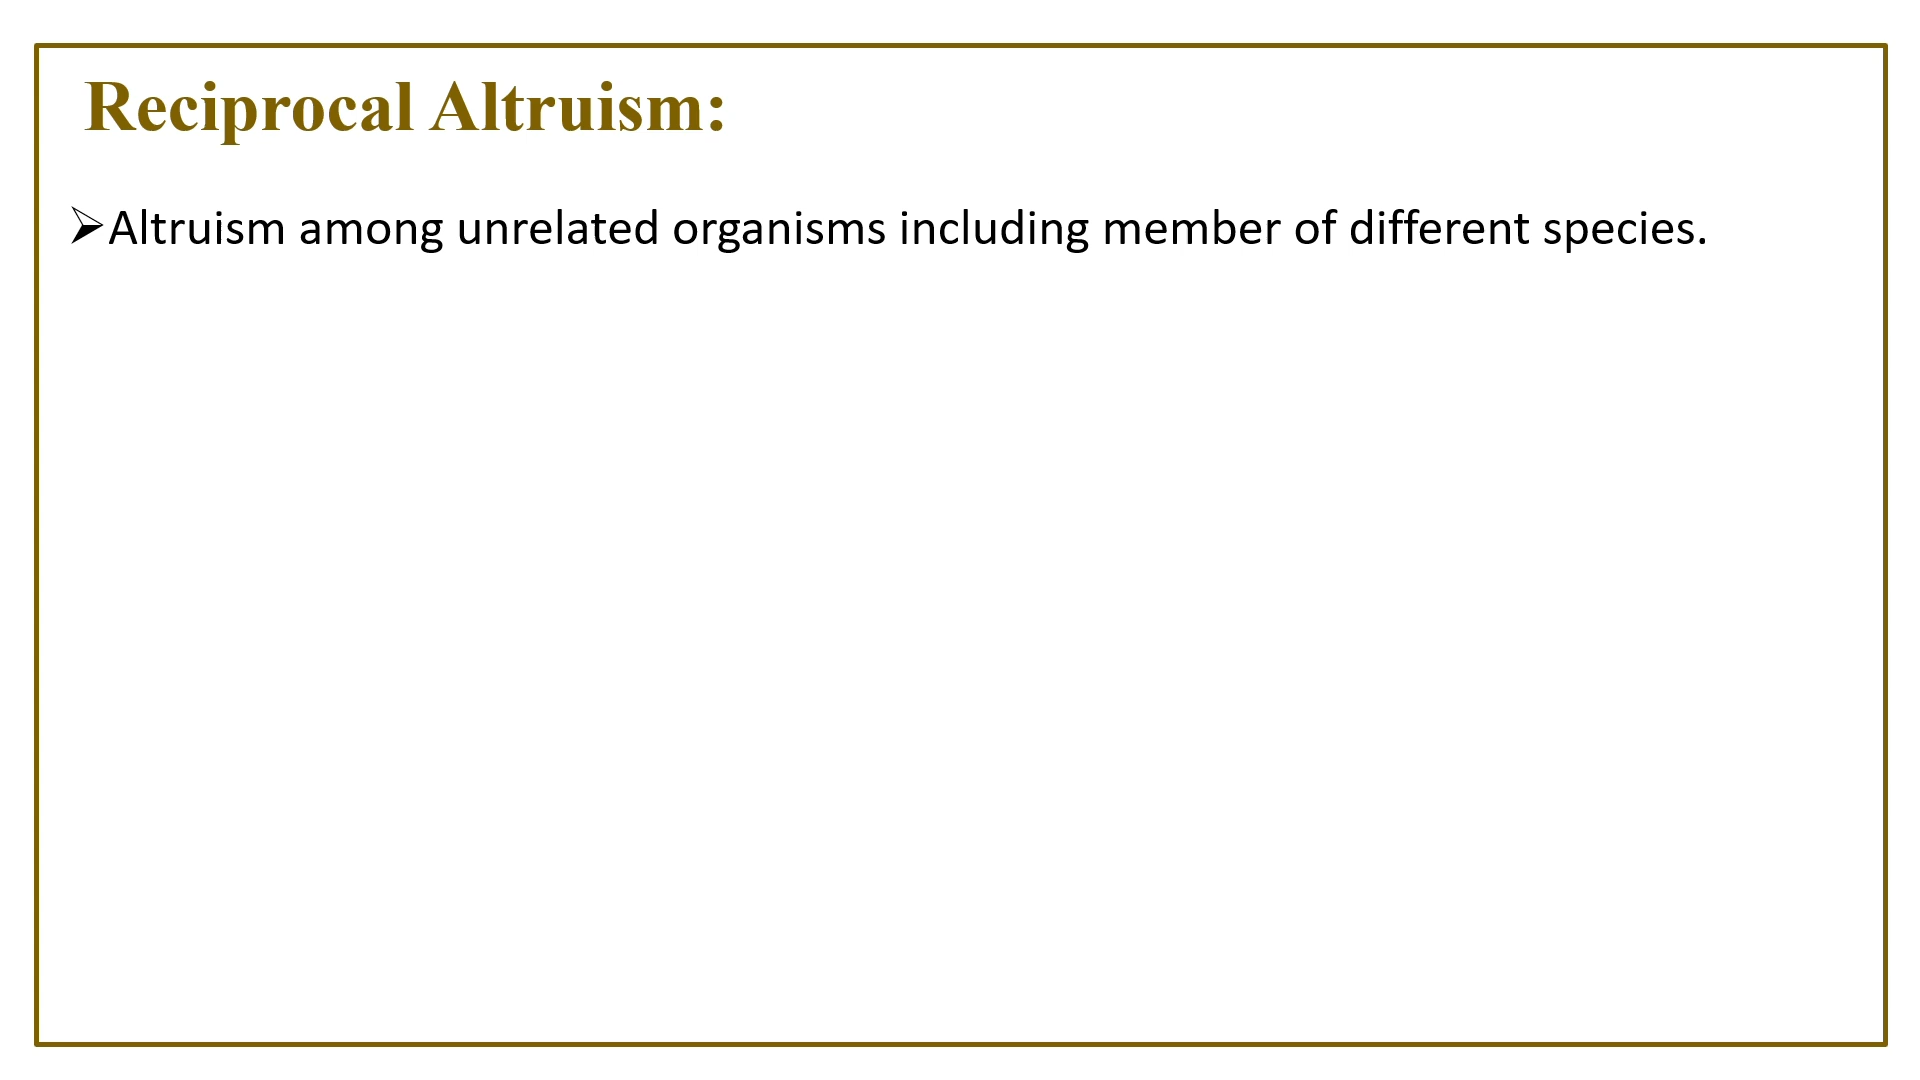 Reciprocal Altruism:
➢Altruism among unrelated organisms including member of different species.